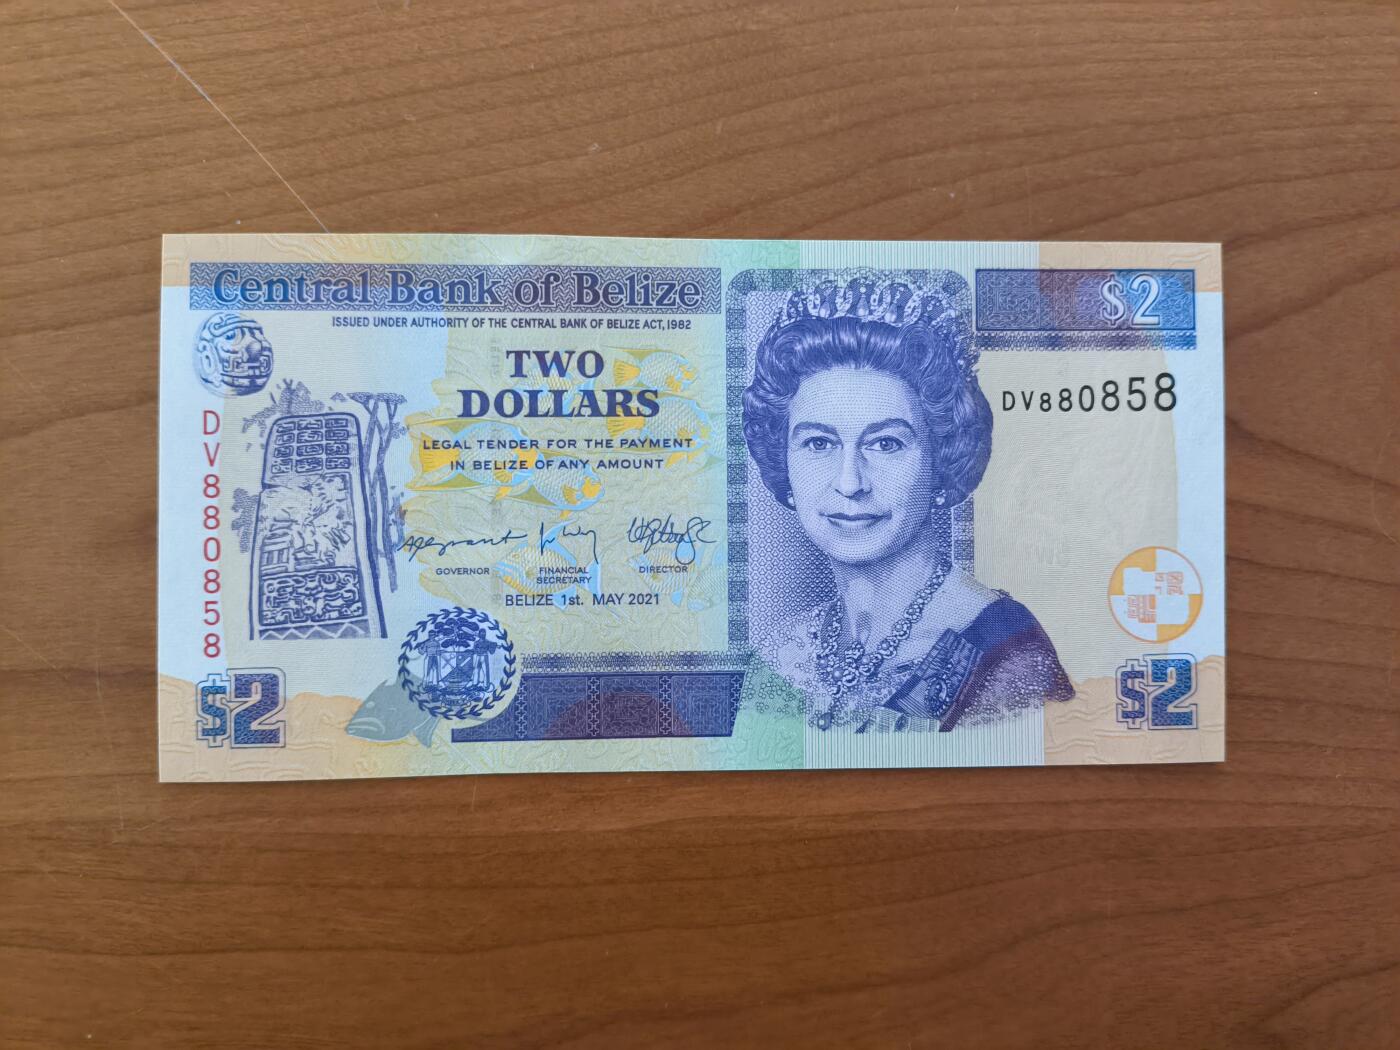 Central Bank of Belize
$2
ISSUED UNDER AUTHORITY OF THE CENTRAL BANK OF BELIZE ACT, 1982
TWO
DOLLARS
DV880858
LEGAL TENDER FOR THE PAYMENT
IN BELIZE OF ANY AMOUNT
DV880858
GOVERNOR
FINANCIAL
SECRETARY
DIRECTOR
BELIZE 1st. MAY 2021
$2
$2